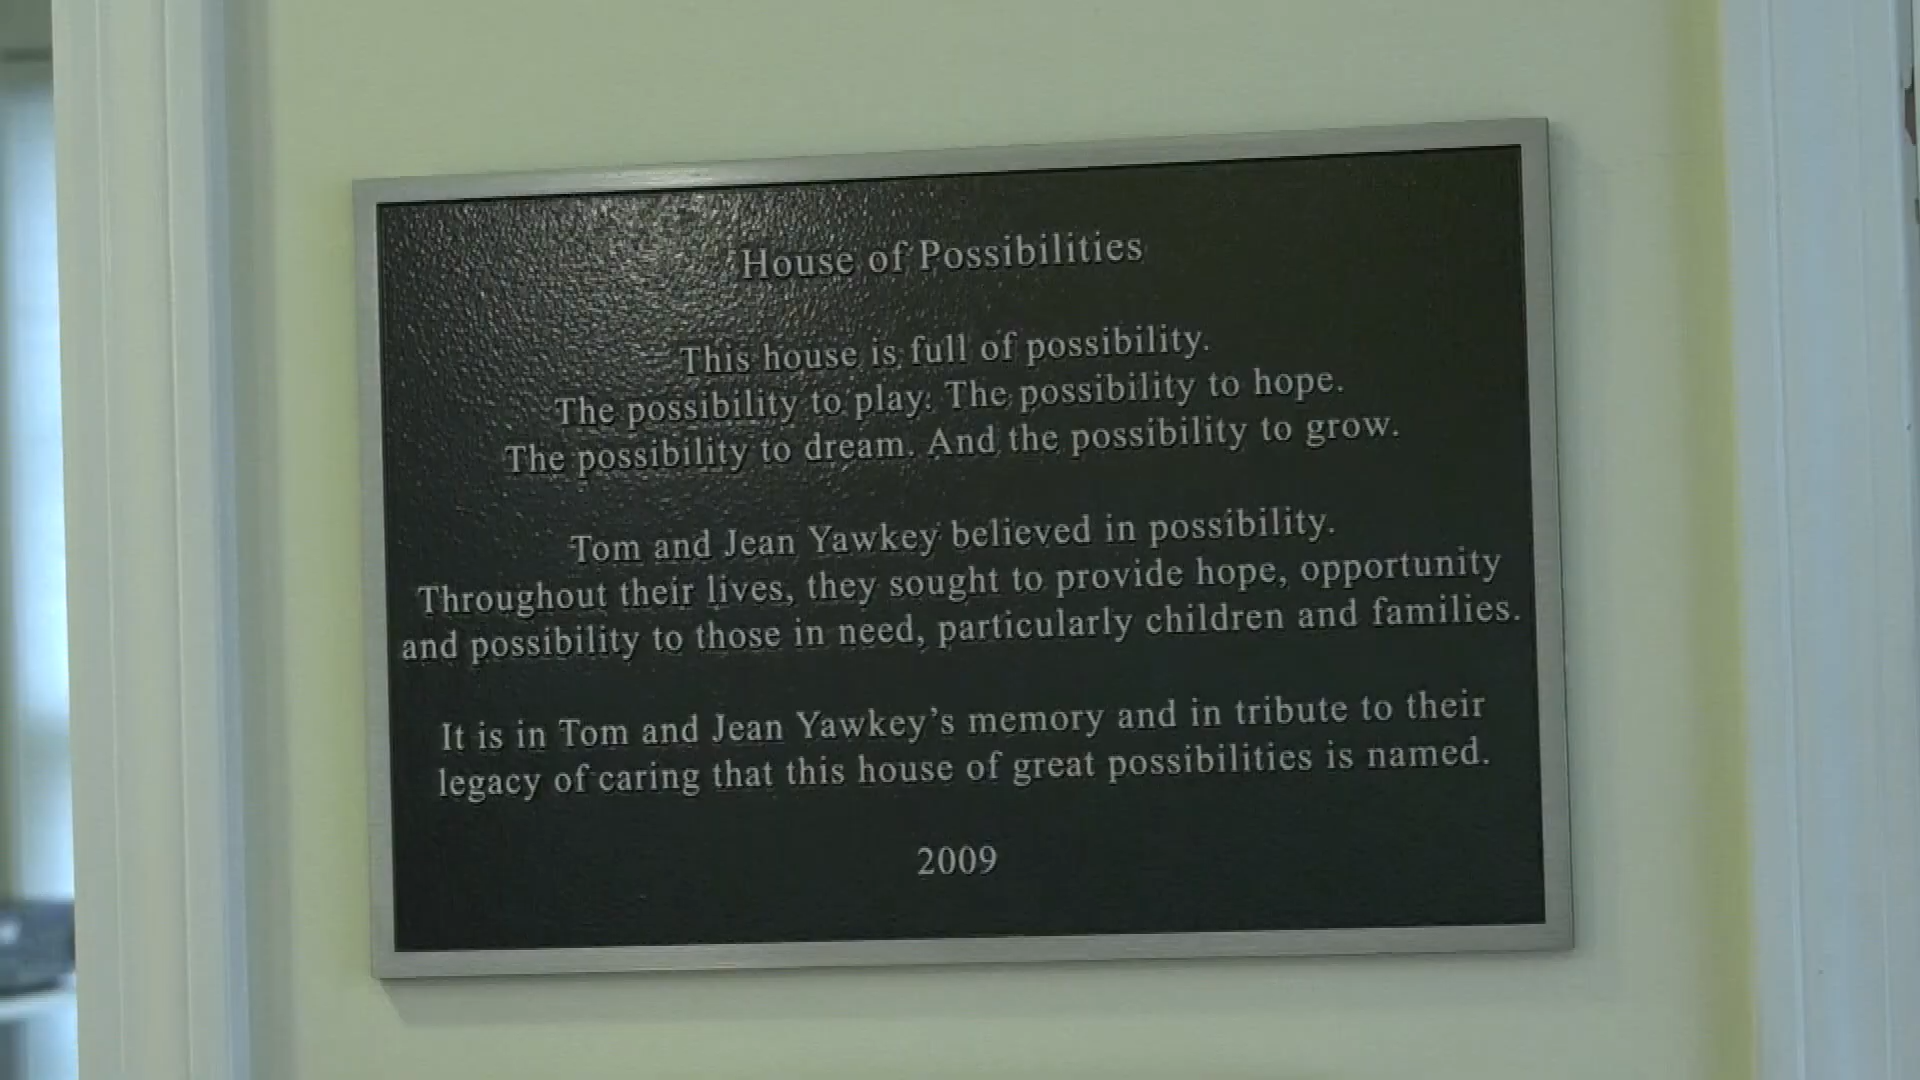 House of Possibilities
This house is full of possibility.
The possibility to play. The possibility to hope.
The possibility to dream. And the possibility to grow.
Tom and Jean Yawkey believed in possibility.
Throughout their lives, they sought to provide hope, opportunity
and possibility to those in need, particularly children and families.
It is in Tom and Jean Yawkey’s memory and in tribute to their
legacy of caring that this house of great possibilities is named.
2009